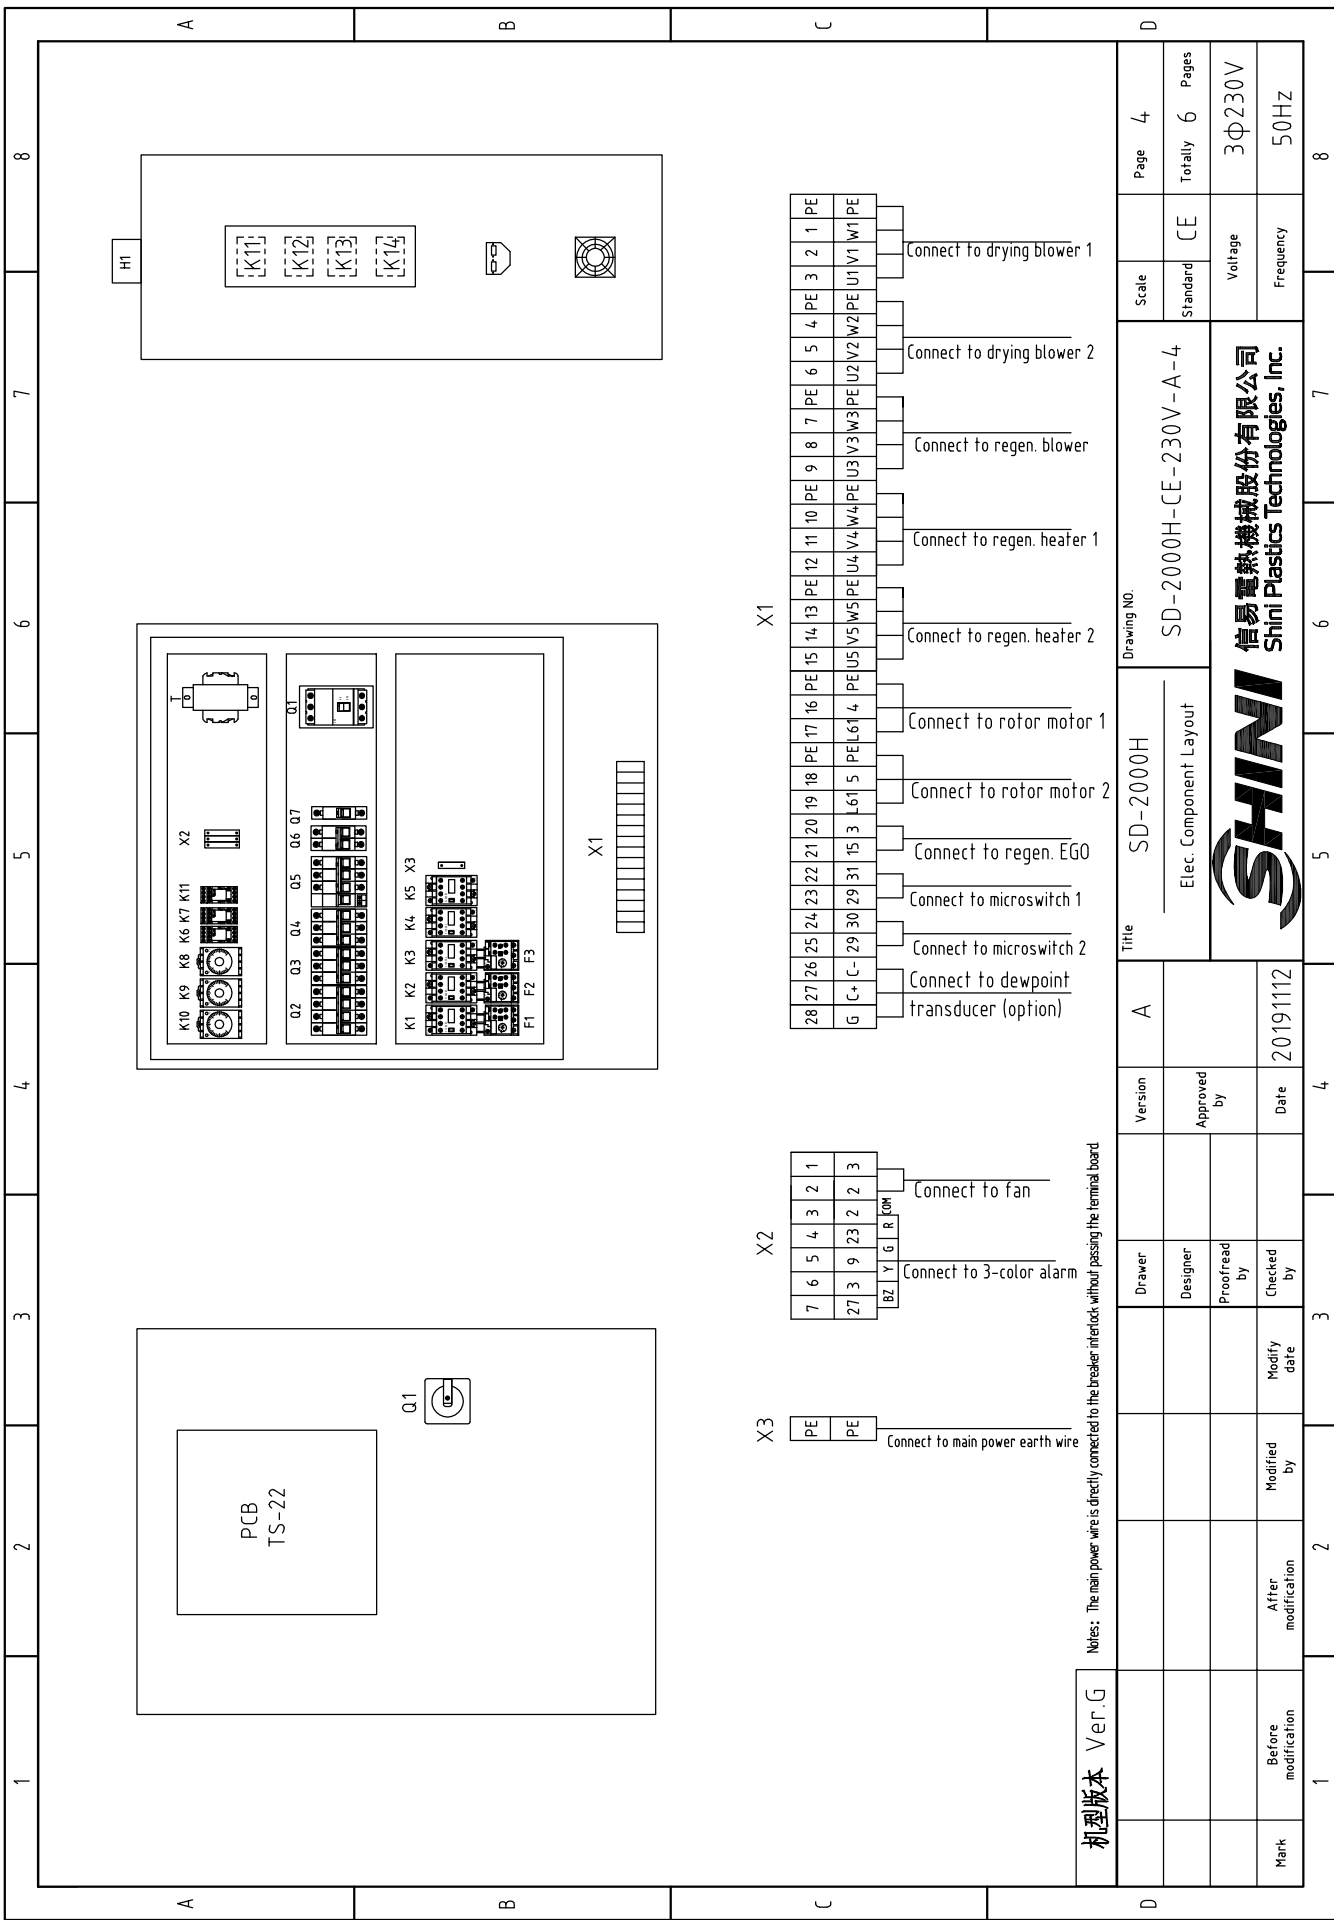 1 2 3 4 5 6 7 8
A
B
C
D
PCB
TS-22
Q1
K10 K9 K8 K6 K7 K11 X2 T
Q2 Q3 Q4 Q5 Q6 Q7 Q1
K1 K2 K3 K4 K5 X3
F1 F2 F3
X1
H1
K11
K12
K13
K14
X3
PE
PE
Connect to main power earth wire
X2
7 6 5 4 3 2 1
27 3 9 23 2 2 3
BZ Y G R COM
Connect to 3-color alarm
Connect to fan
X1
28 27 26 25 24 23 22 21 20 19 18 PE 17 16 PE 15 14 13 PE 12 11 10 PE 9 8 7 PE 6 5 4 PE 3 2 1 PE
G C+ C- 29 30 29 31 15 3 L61 5 PE L61 4 PE U5 V5 W5 PE U4 V4 W4 PE U3 V3 W3 PE U2 V2 W2 PE U1 V1 W1 PE
Connect to dewpoint
transducer (option)
Connect to microswitch 2
Connect to microswitch 1
Connect to regen. EGO
Connect to rotor motor 2
Connect to rotor motor 1
Connect to regen. heater 2
Connect to regen. heater 1
Connect to regen. blower
Connect to drying blower 2
Connect to drying blower 1
机型版本 Ver.G
Notes: The main power wire is directly connected to the breaker interlock without passing the terminal board
Mark
Before
modification
After
modification
Modified
by
Modify
date
Drawer
Designer
Proofread
by
Checked
by
Version
A
Approved
by
Date
20191112
Title
SD-2000H
Elec. Component Layout
Drawing NO.
SD-2000H-CE-230V-A-4
SHINI
信易電熱機械股份有限公司
Shini Plastics Technologies, Inc.
Scale
Page 4
Standard
CE
Totally 6 Pages
Voltage
3Φ230V
Frequency
50HZ
A
B
C
D
1 2 3 4 5 6 7 8